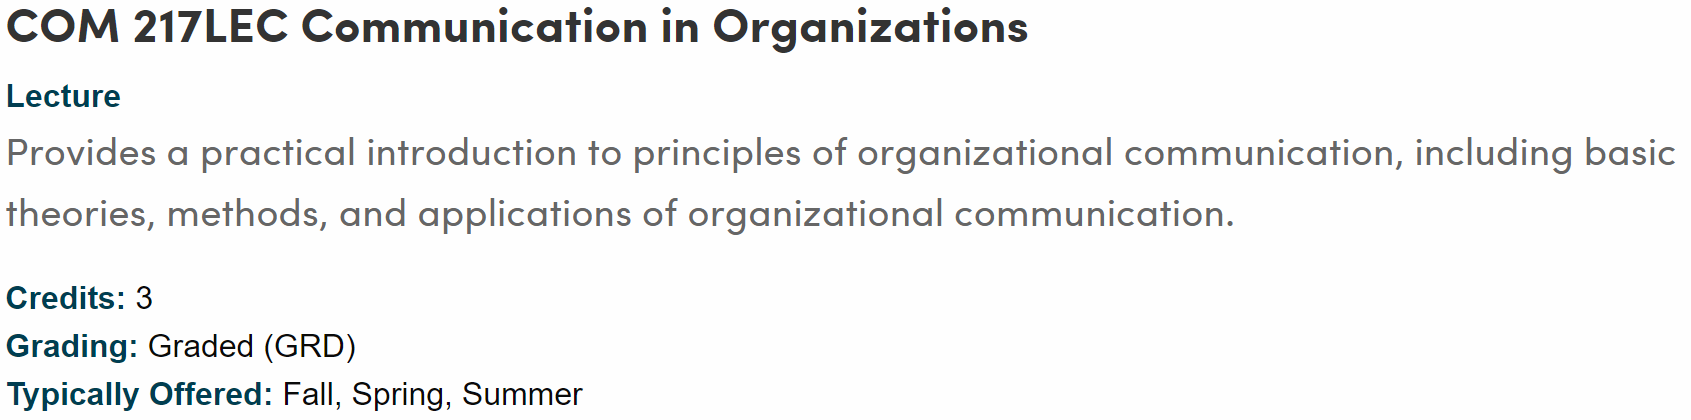 COM 217LEC Communication in Organizations
Lecture
Provides a practical introduction to principles of organizational communication, including basic
theories, methods, and applications of organizational communication.
Credits: 3
Grading: Graded (GRD)
Typically Offered: Fall, Spring, Summer